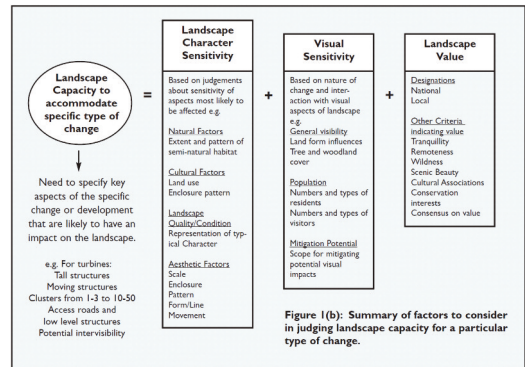 Landscape
Capacity to
accommodate
specific type of
change
Need to specify key
aspects of the specific
change or development
that are likely to have an
impact on the landscape.
e.g. For turbines:
Tall structures
Moving structures
Clusters from 1-3 to 10-50
Access roads and
low level structures
Potential intervisibility
=
Landscape
Character
Sensitivity
Based on judgements
about sensitivity of
aspects most likely to
be affected e.g.
Natural Factors
Extent and pattern of
semi-natural habitat
Cultural Factors
Land use
Enclosure pattern
Landscape
Quality/Condition
Representation of typ-
ical Character
Aesthetic Factors
Scale
Enclosure
Pattern
Form/Line
Movement
+
Visual
Sensitivity
Based on nature of
change and inter-
action with visual
aspects of landscape
e.g.
General visibility
Land form influences
Tree and woodland
cover
Population
Numbers and types of
residents
Numbers and types of
visitors
Mitigation Potential
Scope for mitigating
potential visual
impacts
+
Landscape
Value
Designations
National
Local
Other Criteria
indicating value
Tranquility
Remoteness
Wildness
Scenic Beauty
Cultural Associations
Conservation
interests
Consensus on value
Figure 1(b): Summary of factors to consider
in judging landscape capacity for a particular
type of change.